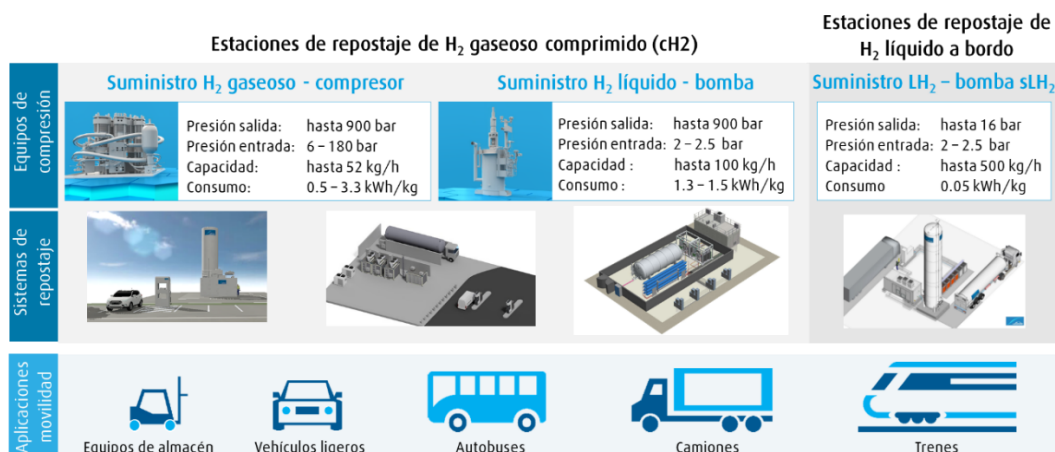 Estaciones de repostaje de H₂ gaseoso comprimido (cH2)
Estaciones de repostaje de
H₂ líquido a bordo
Equipos de
compresión
Suministro H₂ gaseoso - compresor
Presión salida: hasta 900 bar
Presión entrada: 6 – 180 bar
Capacidad: hasta 52 kg/h
Consumo: 0.5 – 3.3 kWh/kg
Suministro H₂ líquido - bomba
Presión salida: hasta 900 bar
Presión entrada: 2 – 2.5 bar
Capacidad : hasta 100 kg/h
Consumo : 1.3 – 1.5 kWh/kg
Suministro LH₂ – bomba sLH₂
Presión salida: hasta 16 bar
Presión entrada: 2 – 2.5 bar
Capacidad : hasta 500 kg/h
Consumo 0.05 kWh/kg
Sistemas de
repostaje
Aplicaciones
movilidad
Equipos de almacén
Vehículos ligeros
Autobuses
Camiones
Trenes